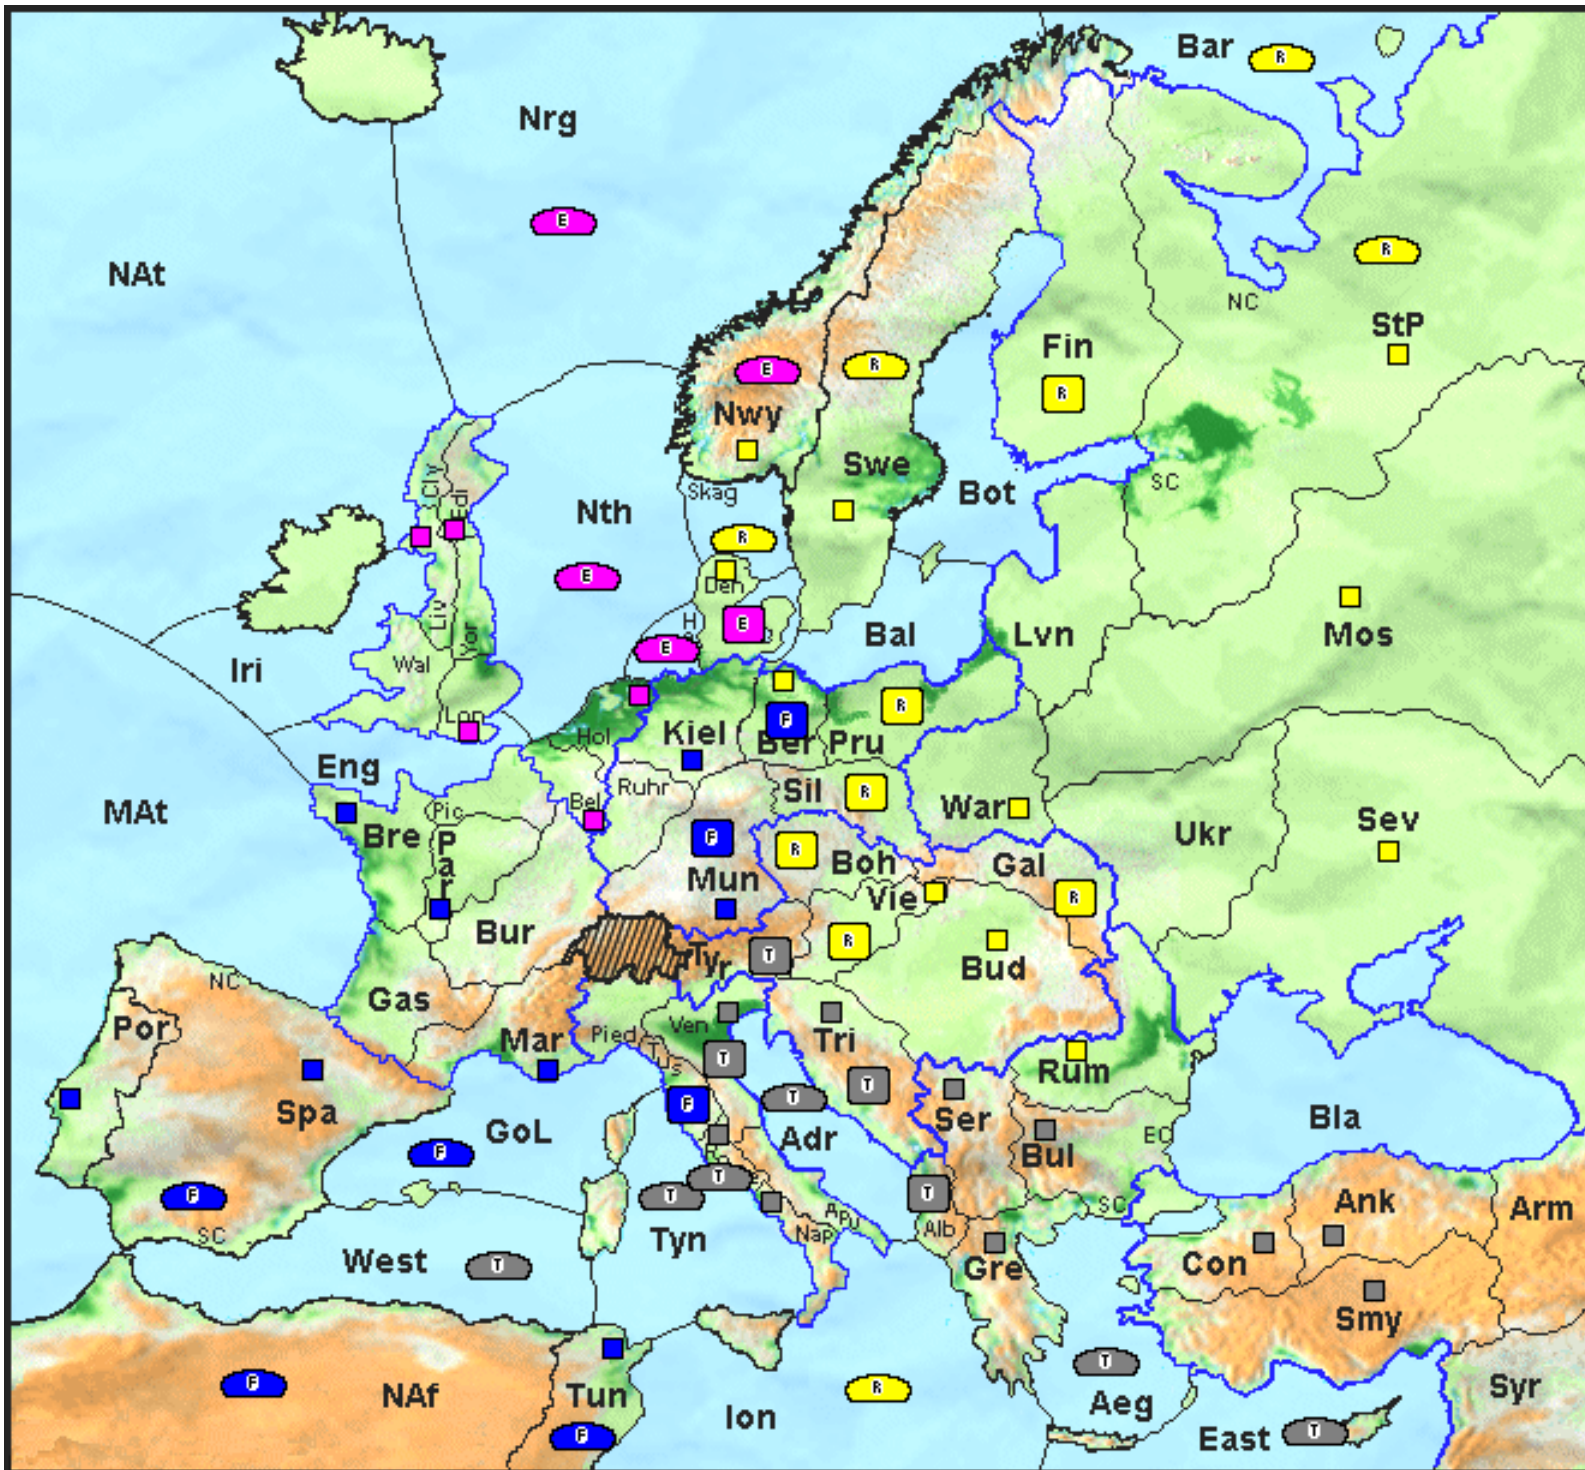 Bar
R
Nrg
E
R
NAt
NC
StP
Fin
E
R
R
Nwy
Swe
Cly
Edi
Skag
SC
Bot
Nth
R
E
Den
E
Liv
Yor
Bal
Lvn
Mos
Iri
Wal
E
H
Lon
R
Hol
Kiel
F
Ber
Pru
Eng
Ruhr
Sil
R
War
MAt
Pic
Bel
Bre
Par
F
R
Boh
Gal
Ukr
Sev
Mun
Vie
R
Bur
R
Tyr
T
Bud
NC
Gas
Por
Mar
Pied
Ven
Tri
Tus
T
T
Rum
Spa
GoL
F
T
Adr
Ser
Bul
EC
Bla
F
F
T
T
T
Ank
Arm
SC
West
T
Tyn
Apu
Nap
Alb
SC
Gre
Con
Smy
F
NAf
Tun
R
T
Aeg
Syr
F
Ion
East
T